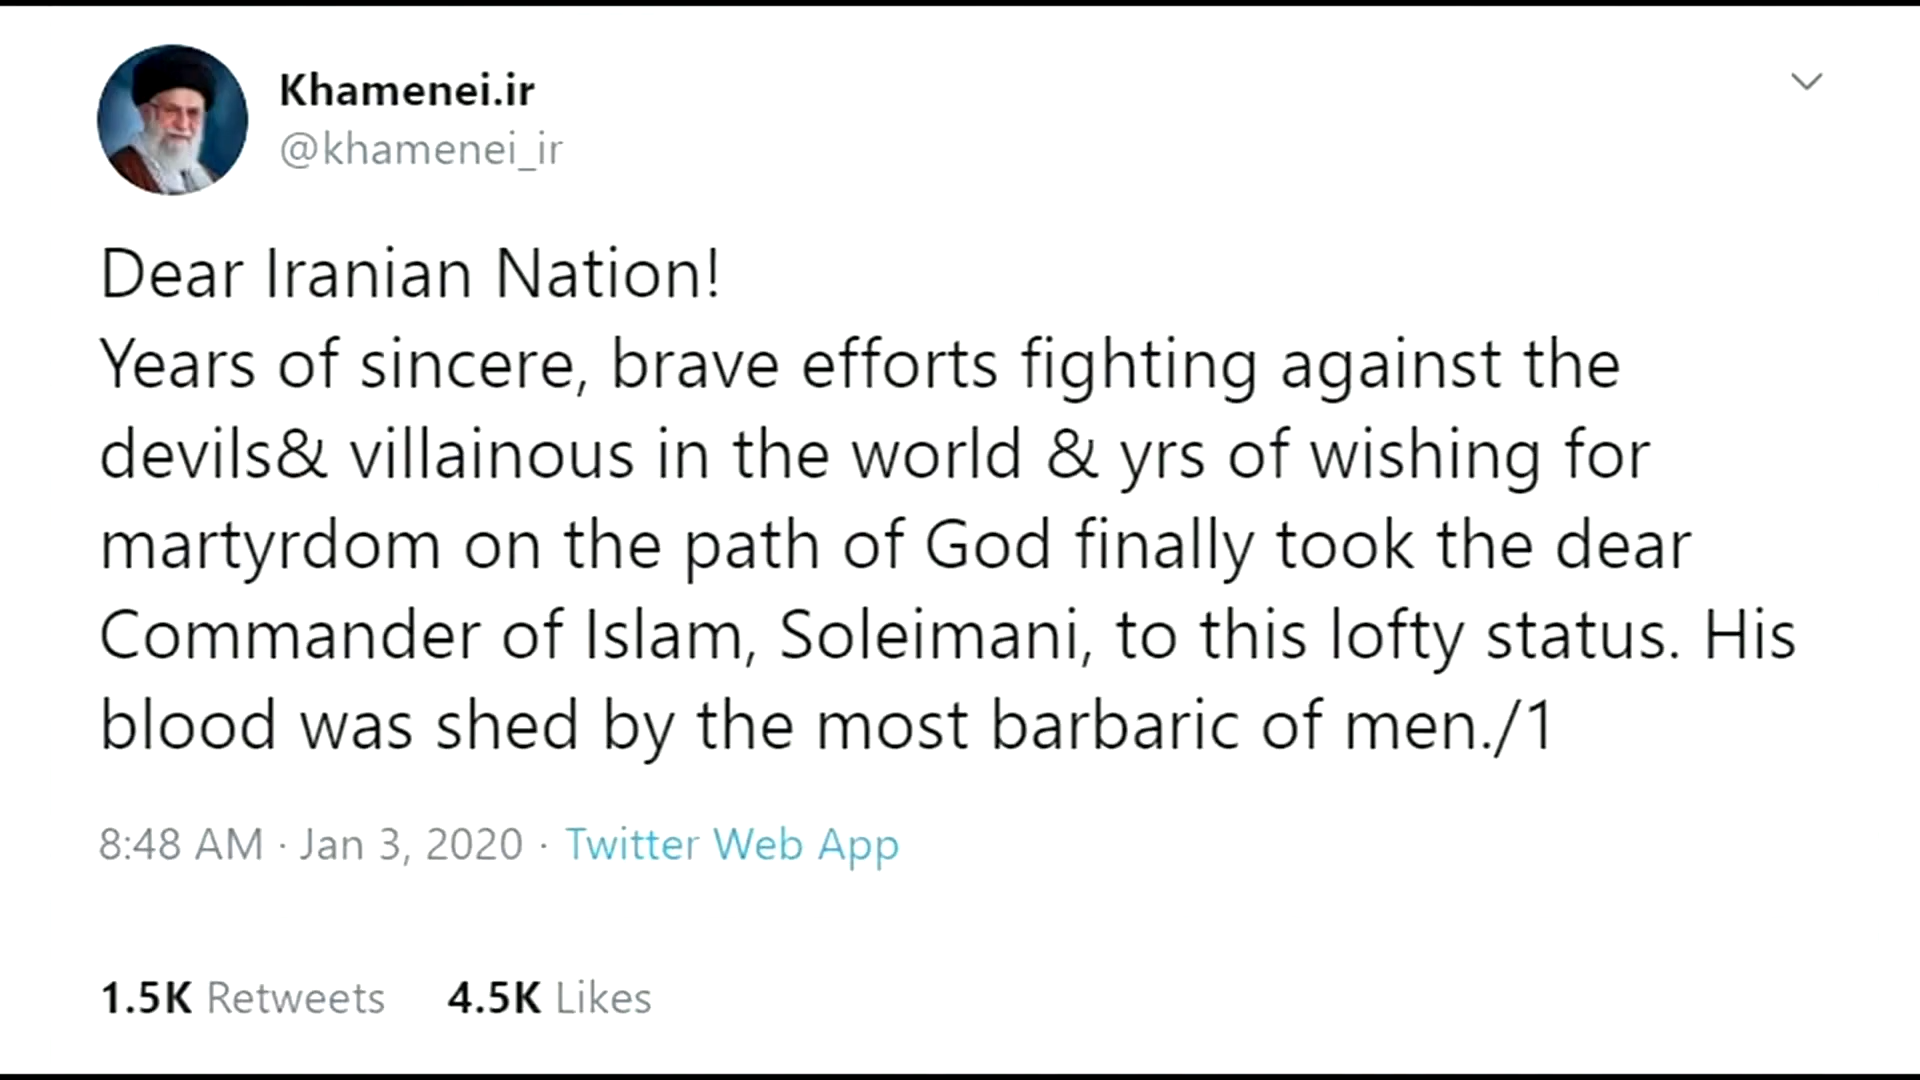 Khamenei.ir
@khamenei_ir
Dear Iranian Nation!
Years of sincere, brave efforts fighting against the
devils& villainous in the world & yrs of wishing for
martyrdom on the path of God finally took the dear
Commander of Islam, Soleimani, to this lofty status. His
blood was shed by the most barbaric of men./1
8:48 AM · Jan 3, 2020 · Twitter Web App
1.5K Retweets 4.5K Likes